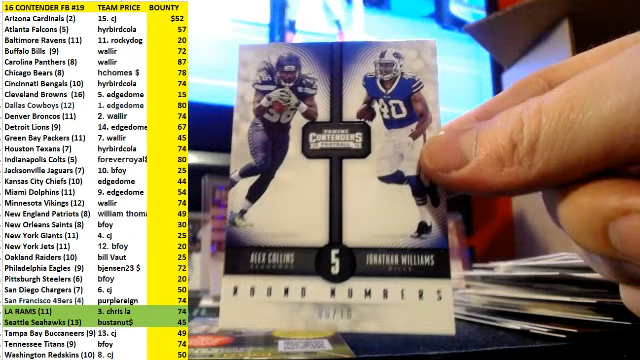 16 CONTENDER FB #19 TEAM PRICE BOUNTY
Arizona Cardinals (2) 15. cj $52
Atlanta Falcons (5) hyrbirdcola 57
Baltimore Ravens (11) 11. rockydog 20
Buffalo Bills (9) wallir 72
Carolina Panthers (8) wallir 87
Chicago Bears (8) hchomes $ 78
Cincinnati Bengals (10) hyrbirdcola 74
Cleveland Browns (16) 5. edgedome 15
Dallas Cowboys (12) 1. edgedome 80
Denver Broncos (11) 2. wallir 74
Detroit Lions (9) 14. edgedome 67
Green Bay Packers (11) 7. wallir 45
Houston Texans (7) hyrbirdcola 74
Indianapolis Colts (5) foreverroyal$ 80
Jacksonville Jaguars (7) 10. bfoy 25
Kansas City Chiefs (10) edgedome 44
Miami Dolphins (11) 9. edgedome 54
Minnesota Vikings (12) wallir 74
New England Patriots (8) william thoma 49
New Orleans Saints (8) bfoy 30
New York Giants (11) 4. cj 25
New York Jets (11) 12. bfoy 20
Oakland Raiders (10) bill Vaut 25
Philadelphia Eagles (9) bjensen23 $ 72
Pittsburgh Steelers (6) bfoy 20
San Diego Chargers (7) 6. cj 50
San Francisco 49ers (4) purplereign 74
LA RAMS (11) 3. chris la 74
Seattle Seahawks (13) bustanut$ 45
Tampa Bay Buccaneers (9) 13. cj 49
Tennessee Titans (9) bfoy 74
Washington Redskins (10) 8. cj 50
40
PANINI
CONTENDERS
FOOTBALL
ALEX COLLINS
SEAHAWKS
5
JONATHAN WILLIAMS
BILLS
ROUND NUMBERS